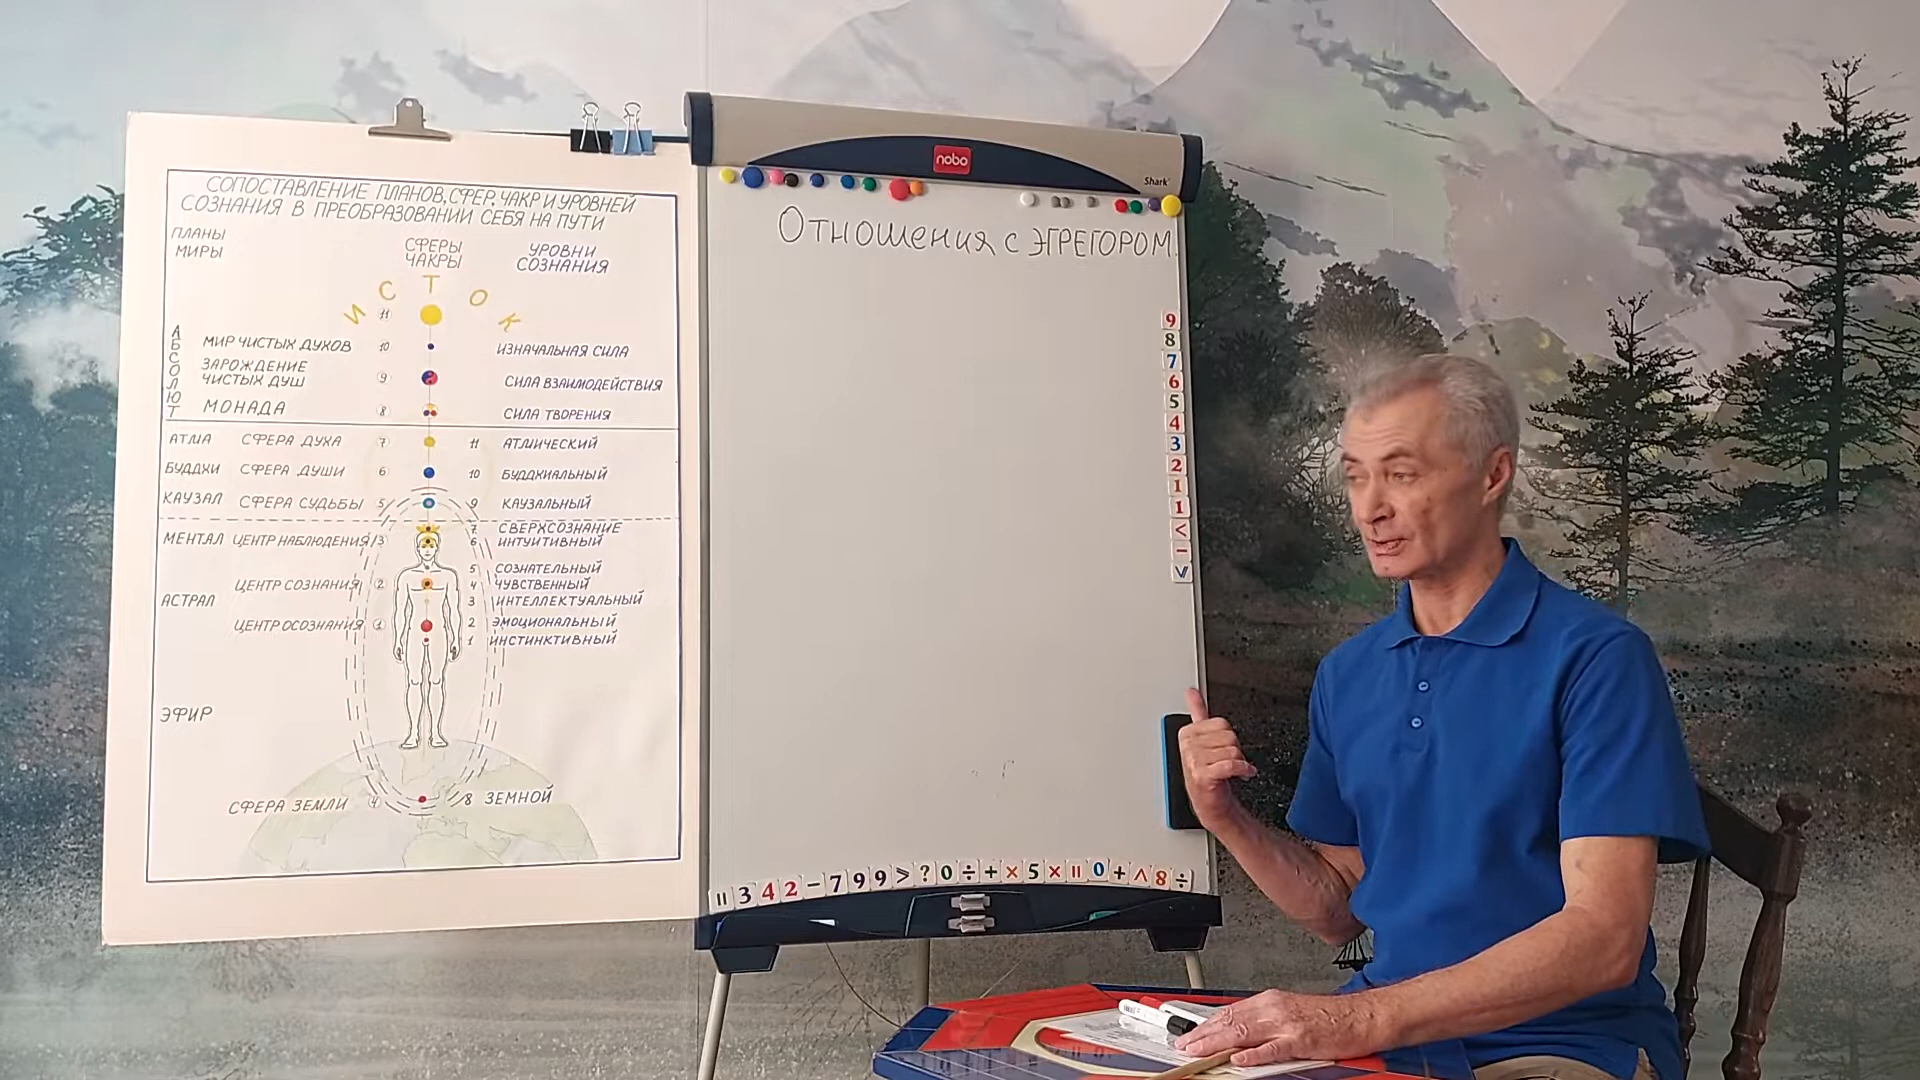 СОПОСТАВЛЕНИЕ ПЛАНОВ, СФЕР, ЧАКР И УРОВНЕЙ
СОЗНАНИЯ В ПРЕОБРАЗОВАНИИ СЕБЯ НА ПУТИ
ПЛАНЫ
МИРЫ
СФЕРЫ
ЧАКРЫ
УРОВНИ
СОЗНАНИЯ
ИСТОК
11
АБСОЛЮТ
МИР ЧИСТЫХ ДУХОВ 10 ИЗНАЧАЛЬНАЯ СИЛА
ЗАРОЖДЕНИЕ
ЧИСТЫХ ДУШ 9 СИЛА ВЗАИМОДЕЙСТВИЯ
МОНАДА 8 СИЛА ТВОРЕНИЯ
АТМА СФЕРА ДУХА 7 11 АТМИЧЕСКИЙ
БУДДХИ СФЕРА ДУШИ 6 10 БУДДХИАЛЬНЫЙ
КАУЗАЛ СФЕРА СУДЬБЫ 5 9 КАУЗАЛЬНЫЙ
7 СВЕРХСОЗНАНИЕ
МЕНТАЛ ЦЕНТР НАБЛЮДЕНИЯ 3 6 ИНТУИТИВНЫЙ
5 СОЗНАТЕЛЬНЫЙ
ЦЕНТР СОЗНАНИЯ 2 4 ЧУВСТВЕННЫЙ
АСТРАЛ 3 ИНТЕЛЛЕКТУАЛЬНЫЙ
ЦЕНТР ОСОЗНАНИЯ 1 2 ЭМОЦИОНАЛЬНЫЙ
1 ИНСТИНКТИВНЫЙ
ЭФИР
СФЕРА ЗЕМЛИ 4 8 ЗЕМНОЙ
nobo
Shark
Отношения с ЭГРЕГОРОМ.
9
8
7
6
5
4
3
2
1
1
<
−
V
= 3 4 2 − 7 9 9 > ? 0 ÷ + × 5 × = 0 + ^ 8 ÷